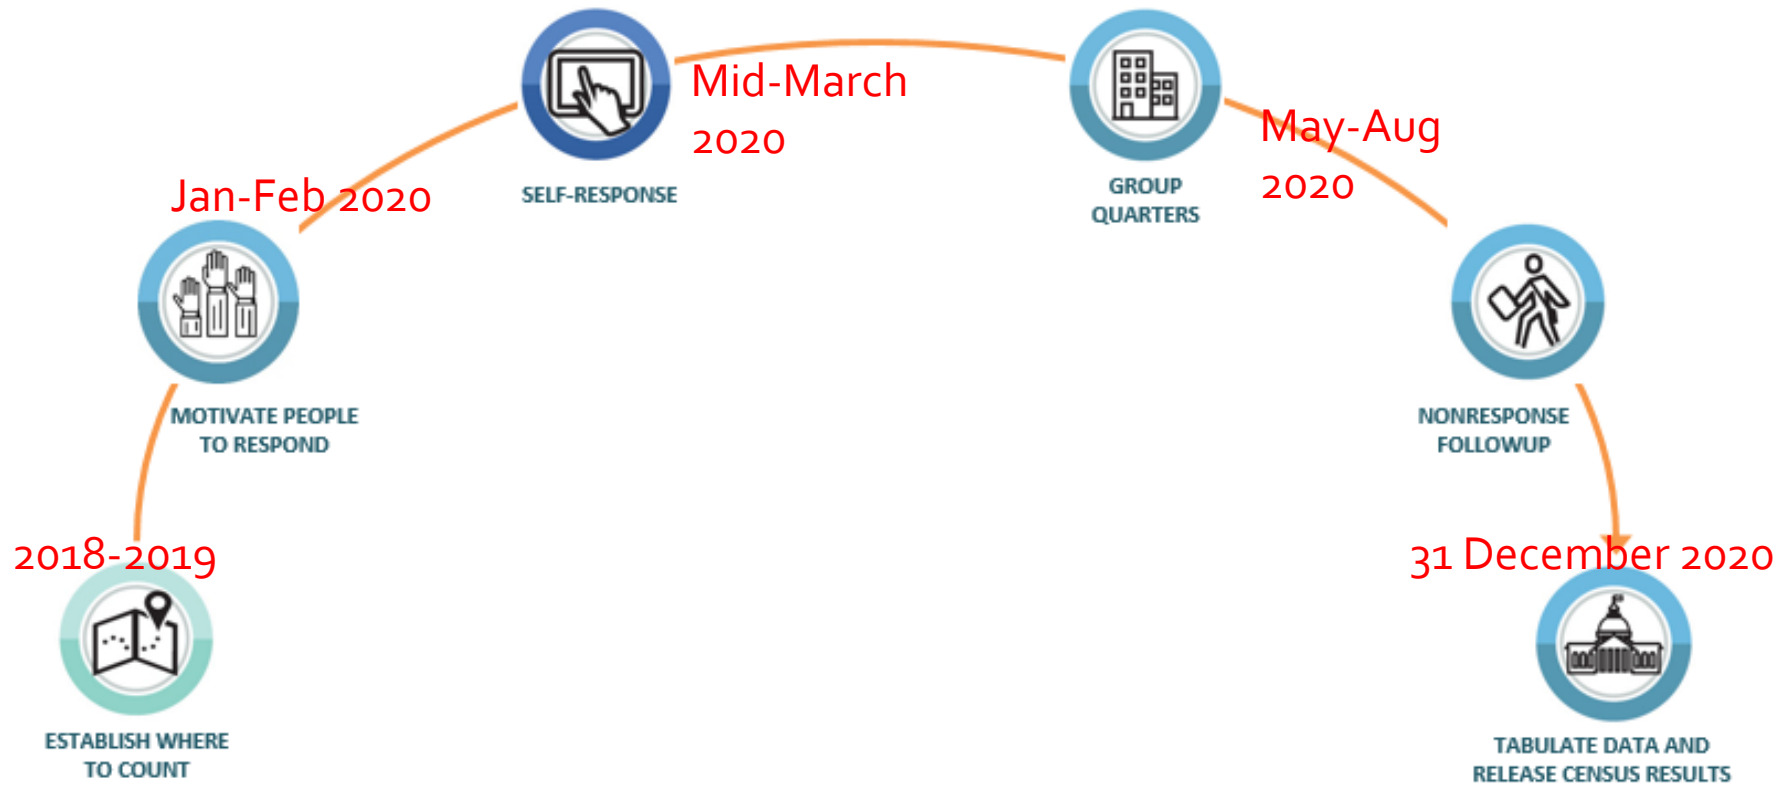 2018-2019
ESTABLISH WHERE
TO COUNT
Jan-Feb 2020
MOTIVATE PEOPLE
TO RESPOND
SELF-RESPONSE
Mid-March
2020
GROUP
QUARTERS
May-Aug
2020
NONRESPONSE
FOLLOWUP
31 December 2020
TABULATE DATA AND
RELEASE CENSUS RESULTS